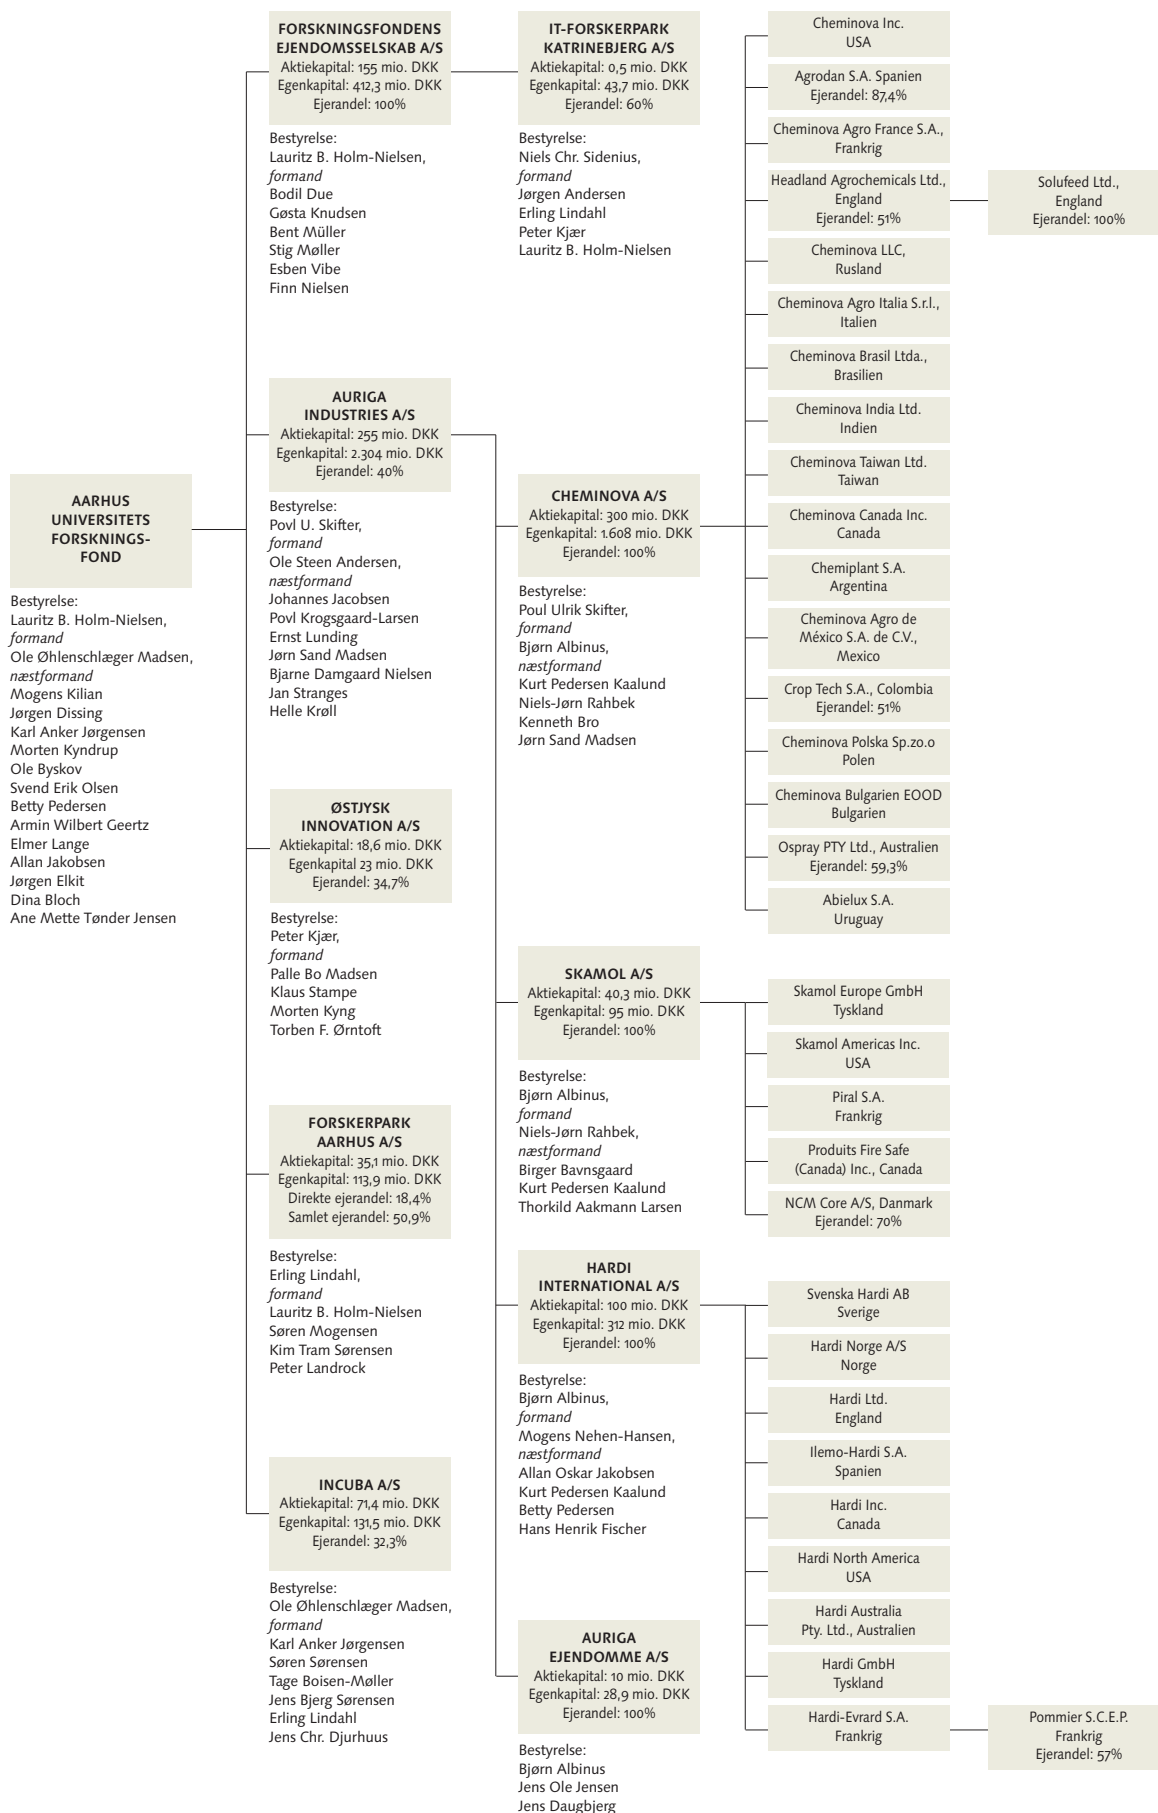 AARHUS
UNIVERSITETS
FORSKNINGS-
FOND
Bestyrelse:
Lauritz B. Holm-Nielsen,
formand
Ole Øhlenschlæger Madsen,
næstformand
Mogens Kilian
Jørgen Dissing
Karl Anker Jørgensen
Morten Kyndrup
Ole Byskov
Svend Erik Olsen
Betty Pedersen
Armin Wilbert Geertz
Elmer Lange
Allan Jakobsen
Jørgen Elkit
Dina Bloch
Ane Mette Tønder Jensen
FORSKNINGSFONDENS
EJENDOMSSELSKAB A/S
Aktiekapital: 155 mio. DKK
Egenkapital: 412,3 mio. DKK
Ejerandel: 100%
Bestyrelse:
Lauritz B. Holm-Nielsen,
formand
Bodil Due
Gøsta Knudsen
Bent Müller
Stig Møller
Esben Vibe
Finn Nielsen
AURIGA
INDUSTRIES A/S
Aktiekapital: 255 mio. DKK
Egenkapital: 2.304 mio. DKK
Ejerandel: 40%
Bestyrelse:
Povl U. Skifter,
formand
Ole Steen Andersen,
næstformand
Johannes Jacobsen
Povl Krogsgaard-Larsen
Ernst Lunding
Jørn Sand Madsen
Bjarne Damgaard Nielsen
Jan Stranges
Helle Krøll
ØSTJYSK
INNOVATION A/S
Aktiekapital: 18,6 mio. DKK
Egenkapital 23 mio. DKK
Ejerandel: 34,7%
Bestyrelse:
Peter Kjær,
formand
Palle Bo Madsen
Klaus Stampe
Morten Kyng
Torben F. Ørntoft
FORSKERPARK
AARHUS A/S
Aktiekapital: 35,1 mio. DKK
Egenkapital: 113,9 mio. DKK
Direkte ejerandel: 18,4%
Samlet ejerandel: 50,9%
Bestyrelse:
Erling Lindahl,
formand
Lauritz B. Holm-Nielsen
Søren Mogensen
Kim Tram Sørensen
Peter Landrock
INCUBA A/S
Aktiekapital: 71,4 mio. DKK
Egenkapital: 131,5 mio. DKK
Ejerandel: 32,3%
Bestyrelse:
Ole Øhlenschlæger Madsen,
formand
Karl Anker Jørgensen
Søren Sørensen
Tage Boisen-Møller
Jens Bjerg Sørensen
Erling Lindahl
Jens Chr. Djurhuus
IT-FORSKERPARK
KATRINEBJERG A/S
Aktiekapital: 0,5 mio. DKK
Egenkapital: 43,7 mio. DKK
Ejerandel: 60%
Bestyrelse:
Niels Chr. Sidenius,
formand
Jørgen Andersen
Erling Lindahl
Peter Kjær
Lauritz B. Holm-Nielsen
CHEMINOVA A/S
Aktiekapital: 300 mio. DKK
Egenkapital: 1.608 mio. DKK
Ejerandel: 100%
Bestyrelse:
Poul Ulrik Skifter,
formand
Bjørn Albinus,
næstformand
Kurt Pedersen Kaalund
Niels-Jørn Rahbek
Kenneth Bro
Jørn Sand Madsen
SKAMOL A/S
Aktiekapital: 40,3 mio. DKK
Egenkapital: 95 mio. DKK
Ejerandel: 100%
Bestyrelse:
Bjørn Albinus,
formand
Niels-Jørn Rahbek,
næstformand
Birger Bavnsgaard
Kurt Pedersen Kaalund
Thorkild Aakmann Larsen
HARDI
INTERNATIONAL A/S
Aktiekapital: 100 mio. DKK
Egenkapital: 312 mio. DKK
Ejerandel: 100%
Bestyrelse:
Bjørn Albinus,
formand
Mogens Nehen-Hansen,
næstformand
Allan Oskar Jakobsen
Kurt Pedersen Kaalund
Betty Pedersen
Hans Henrik Fischer
AURIGA
EJENDOMME A/S
Aktiekapital: 10 mio. DKK
Egenkapital: 28,9 mio. DKK
Ejerandel: 100%
Bestyrelse:
Bjørn Albinus
Jens Ole Jensen
Jens Daugbjerg
Cheminova Inc.
USA
Agrodan S.A. Spanien
Ejerandel: 87,4%
Cheminova Agro France S.A.,
Frankrig
Headland Agrochemicals Ltd.,
England
Ejerandel: 51%
Solufeed Ltd.,
England
Ejerandel: 100%
Cheminova LLC,
Rusland
Cheminova Agro Italia S.r.l.,
Italien
Cheminova Brasil Ltda.,
Brasilien
Cheminova India Ltd.
Indien
Cheminova Taiwan Ltd.
Taiwan
Cheminova Canada Inc.
Canada
Chemiplant S.A.
Argentina
Cheminova Agro de
México S.A. de C.V.,
Mexico
Crop Tech S.A., Colombia
Ejerandel: 51%
Cheminova Polska Sp.zo.o
Polen
Cheminova Bulgarien EOOD
Bulgarien
Ospray PTY Ltd., Australien
Ejerandel: 59,3%
Abielux S.A.
Uruguay
Skamol Europe GmbH
Tyskland
Skamol Americas Inc.
USA
Piral S.A.
Frankrig
Produits Fire Safe
(Canada) Inc., Canada
NCM Core A/S, Danmark
Ejerandel: 70%
Svenska Hardi AB
Sverige
Hardi Norge A/S
Norge
Hardi Ltd.
England
Ilemo-Hardi S.A.
Spanien
Hardi Inc.
Canada
Hardi North America
USA
Hardi Australia
Pty. Ltd., Australien
Hardi GmbH
Tyskland
Hardi-Evrard S.A.
Frankrig
Pommier S.C.E.P.
Frankrig
Ejerandel: 57%